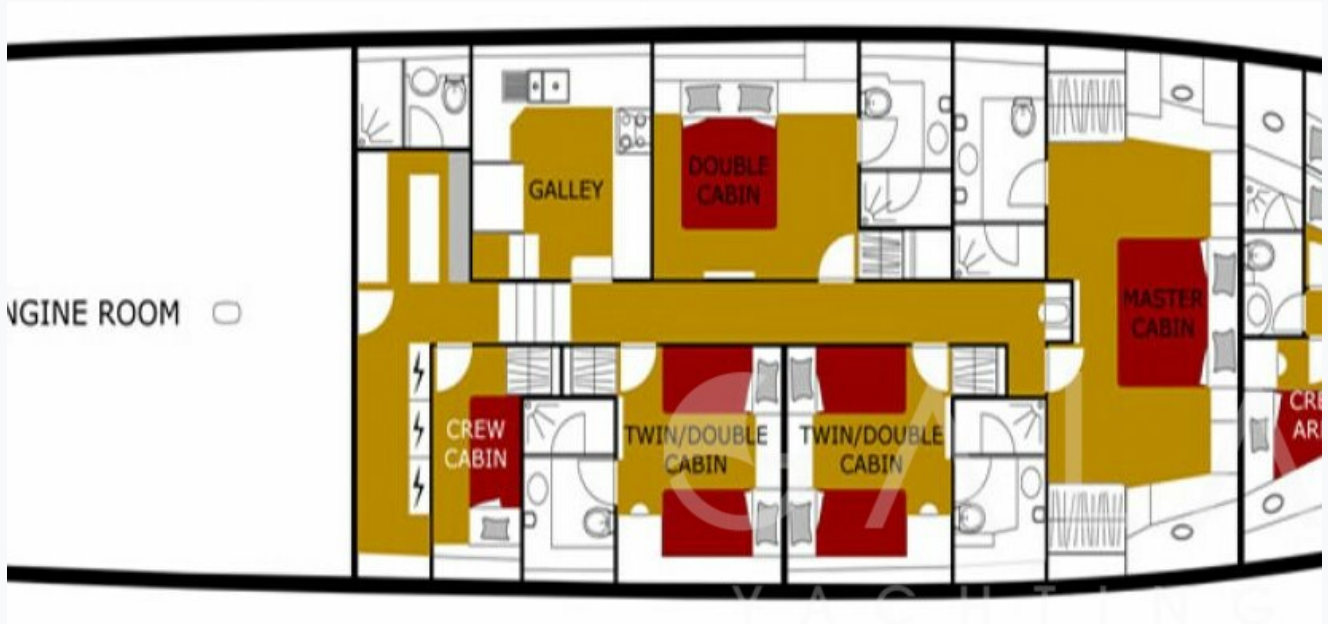 NGINE ROOM
GALLEY
DOUBLE
CABIN
MASTER
CABIN
CREW
CABIN
TWIN/DOUBLE
CABIN
TWIN/DOUBLE
CABIN
CRE
AR
YACHTING